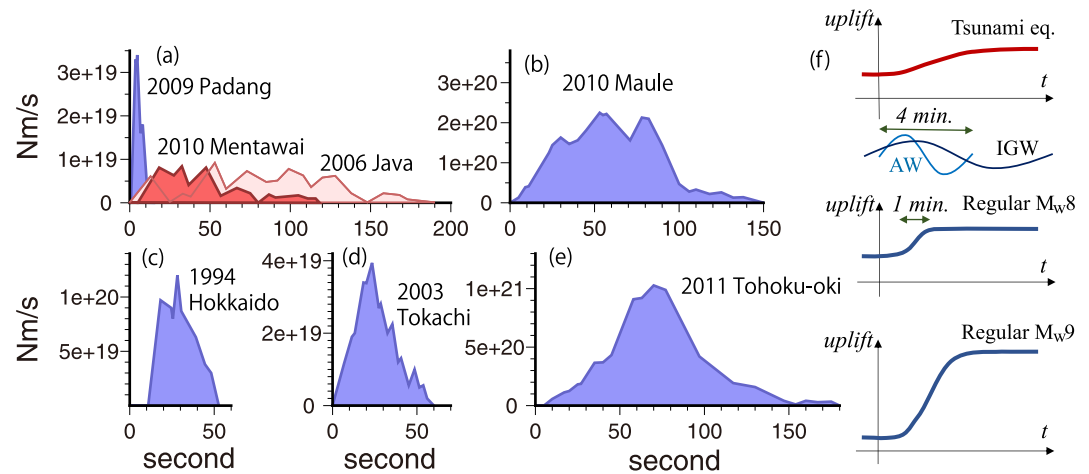 (a)
3e+19
2e+19
1e+19
0
Nm/s
2009 Padang
2010 Mentawai
2006 Java
0 50 100 150 200
(b)
2010 Maule
2e+20
1e+20
0
0 50 100 150
(c)
1994
Hokkaido
1e+20
5e+19
Nm/s
0 50
second
(d)
2003
Tokachi
4e+19
2e+19
0
0 50
second
(e)
2011 Tohoku-oki
1e+21
5e+20
0
0 50 100 150
second
(f)
uplift
Tsunami eq.
t
4 min.
IGW
AW
uplift
1 min.
Regular Mw8
t
uplift
Regular Mw9
t